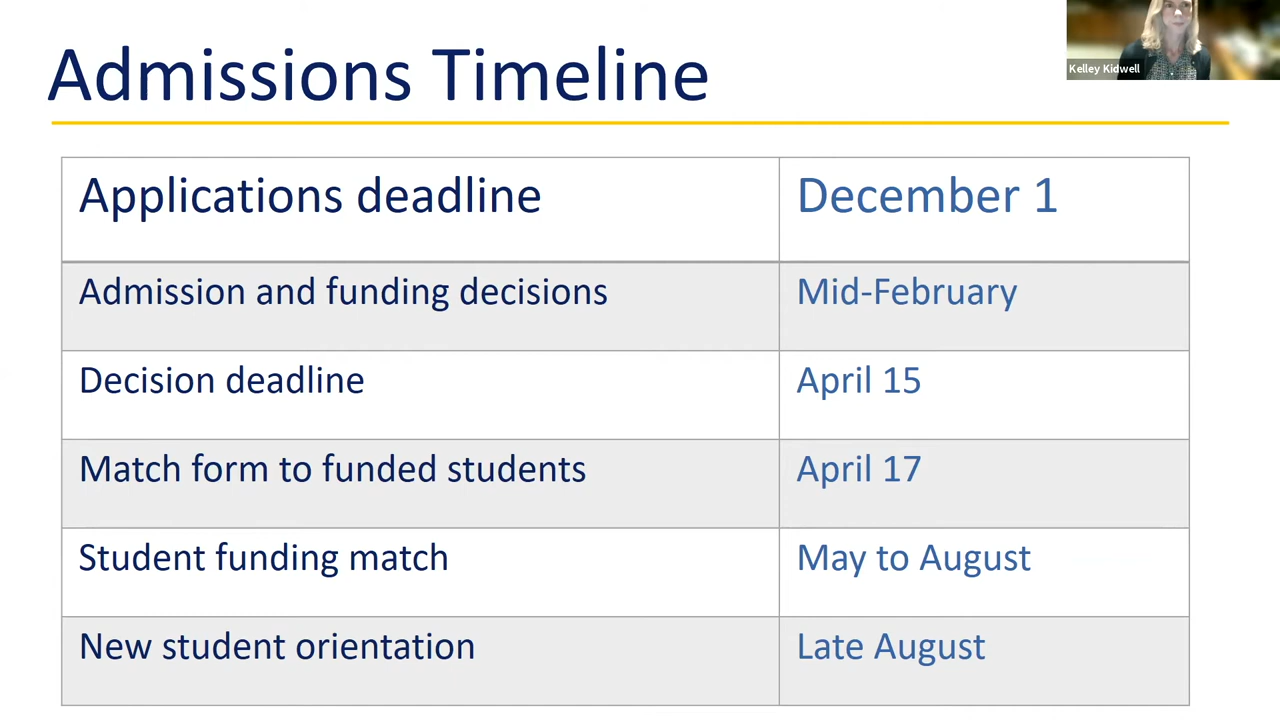 Admissions Timeline
Kelley Kidwell
Applications deadline December 1
Admission and funding decisions Mid-February
Decision deadline April 15
Match form to funded students April 17
Student funding match May to August
New student orientation Late August